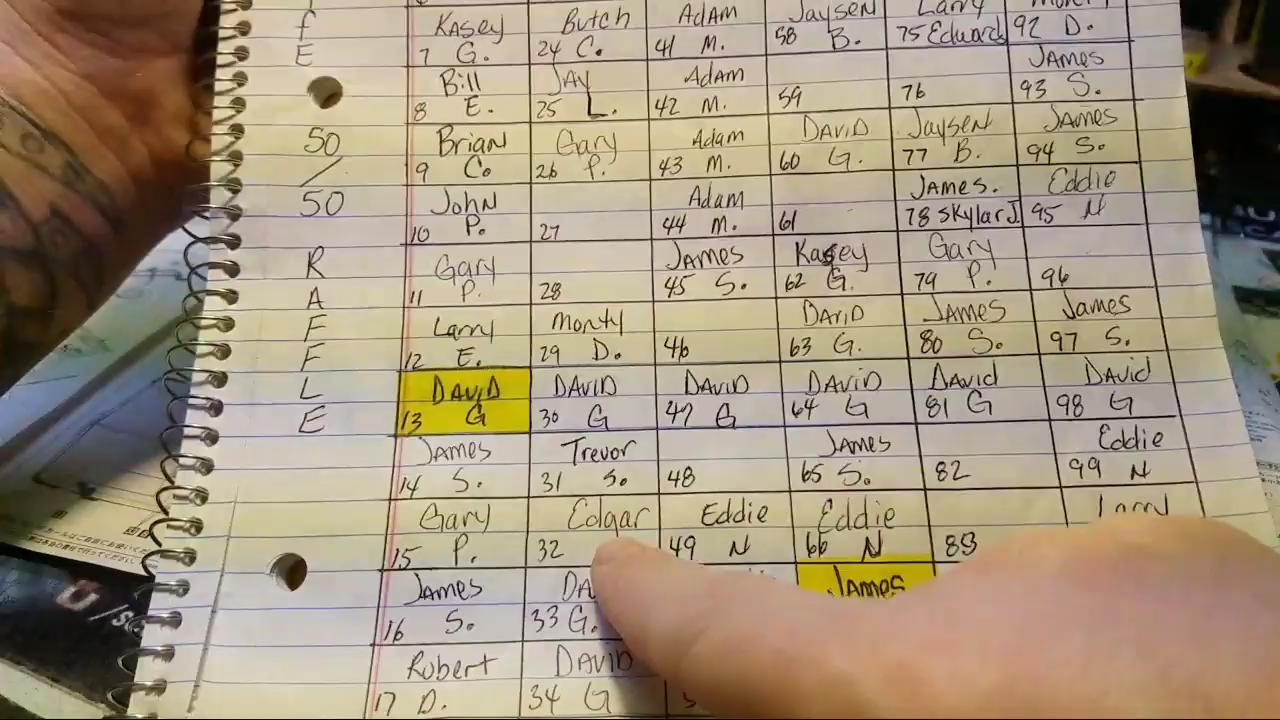 f Kasey Butch Adam Jaysen Larry
E 7 G. 24 C. 41 M. 58 B. 75 Edward 92 D.
Bill JAY Adam JAmes
8 E. 25 L. 42 M. 59 76 93 S.
50 BriAn Gary Adam DAViD JaysEN JAmes
/ 9 C. 26 P. 43 M. 60 G. 77 B. 94 S.
50 JOHN Adam JAmes. Eddie
10 P. 27 44 M. 61 78 Skylar J. 95 N
R Gary JAmes Kasey Gary
A 11 P. 28 45 S. 62 G. 79 P. 96
F Larry Monty DAViD JAmes James
F 12 E. 29 D. 46 63 G. 80 S. 97 S.
L DAViD DAViD DAViD DAViD DAVid DAVid
E 13 G 30 G 47 G 64 G 81 G 98 G
JAmes Trevor JAmes Eddie
14 S. 31 S. 48 65 S. 82 99 N
Gary Edgar Eddie Eddie
15 P. 32 49 N 66 N 83
JAmes JAmes
16 S. 33 G.
Robert DAViD
17 D. 34 G